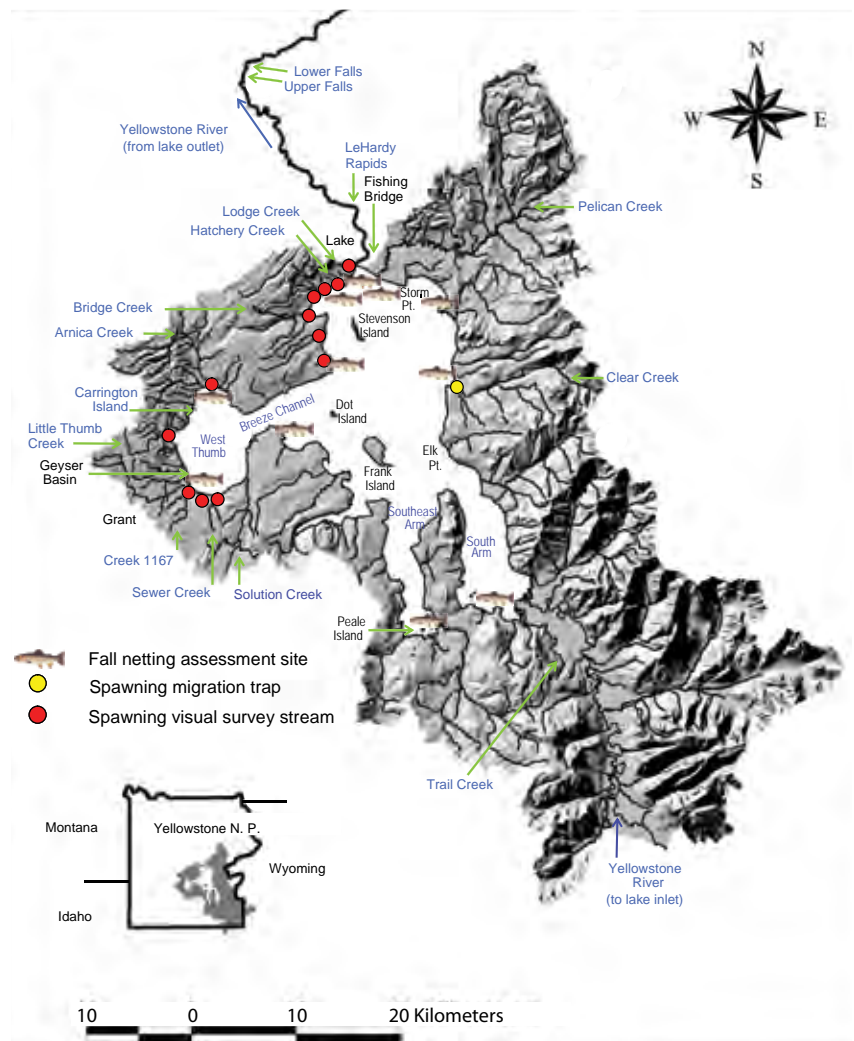 Lower Falls
Upper Falls
N
W
E
S
Yellowstone River
(from lake outlet)
LeHardy
Rapids
Fishing
Bridge
Pelican Creek
Lodge Creek
Hatchery Creek
Lake
Storm
Pt.
Bridge Creek
Stevenson
Island
Arnica Creek
Clear Creek
Carrington
Island
Breeze Channel
Dot
Island
Little Thumb
Creek
West
Thumb
Elk
Pt.
Geyser
Basin
Frank
Island
Southeast
Arm
Grant
South
Arm
Creek 1167
Sewer Creek
Solution Creek
Peale
Island
Fall netting assessment site
Spawning migration trap
Spawning visual survey stream
Trail Creek
Montana
Yellowstone N. P.
Wyoming
Idaho
Yellowstone
River
(to lake inlet)
10 0 10 20 Kilometers